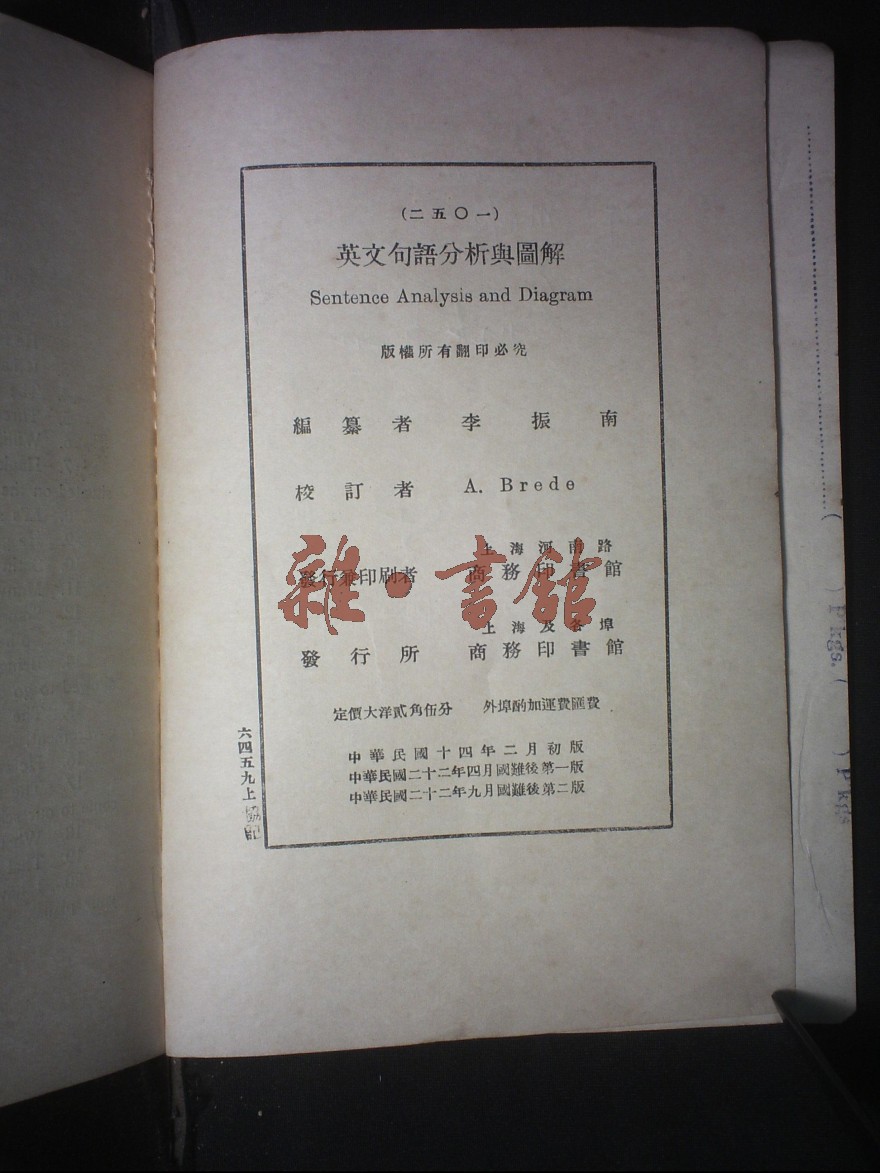 (二五〇一)
英文句語分析與圖解
Sentence Analysis and Diagram
版權所有翻印必究
編纂者 李振南
校訂者 A. Brede
上海河南路
發行兼印刷者 商務印書館
雜·書館
上海及各埠
發行所 商務印書館
定價大洋貳角伍分 外埠酌加運費匯費
中華民國十四年二月初版
中華民國二十二年四月國難後第一版
中華民國二十二年九月國難後第二版
六四五九上
( ) Pkgs. ( ) Pkgs